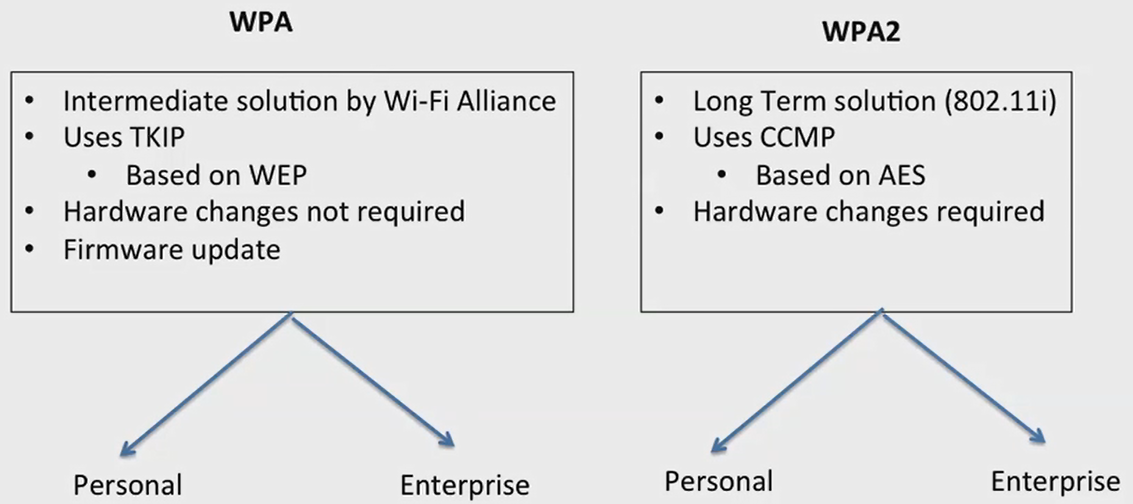 WPA
• Intermediate solution by Wi-Fi Alliance
• Uses TKIP
• Based on WEP
• Hardware changes not required
• Firmware update
Personal
Enterprise
WPA2
• Long Term solution (802.11i)
• Uses CCMP
• Based on AES
• Hardware changes required
Personal
Enterprise